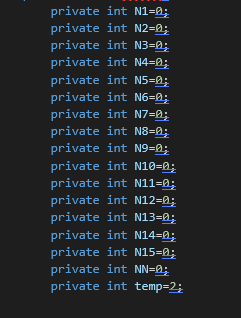 private int N1=0;
private int N2=0;
private int N3=0;
private int N4=0;
private int N5=0;
private int N6=0;
private int N7=0;
private int N8=0;
private int N9=0;
private int N10=0;
private int N11=0;
private int N12=0;
private int N13=0;
private int N14=0;
private int N15=0;
private int NN=0;
private int temp=2;